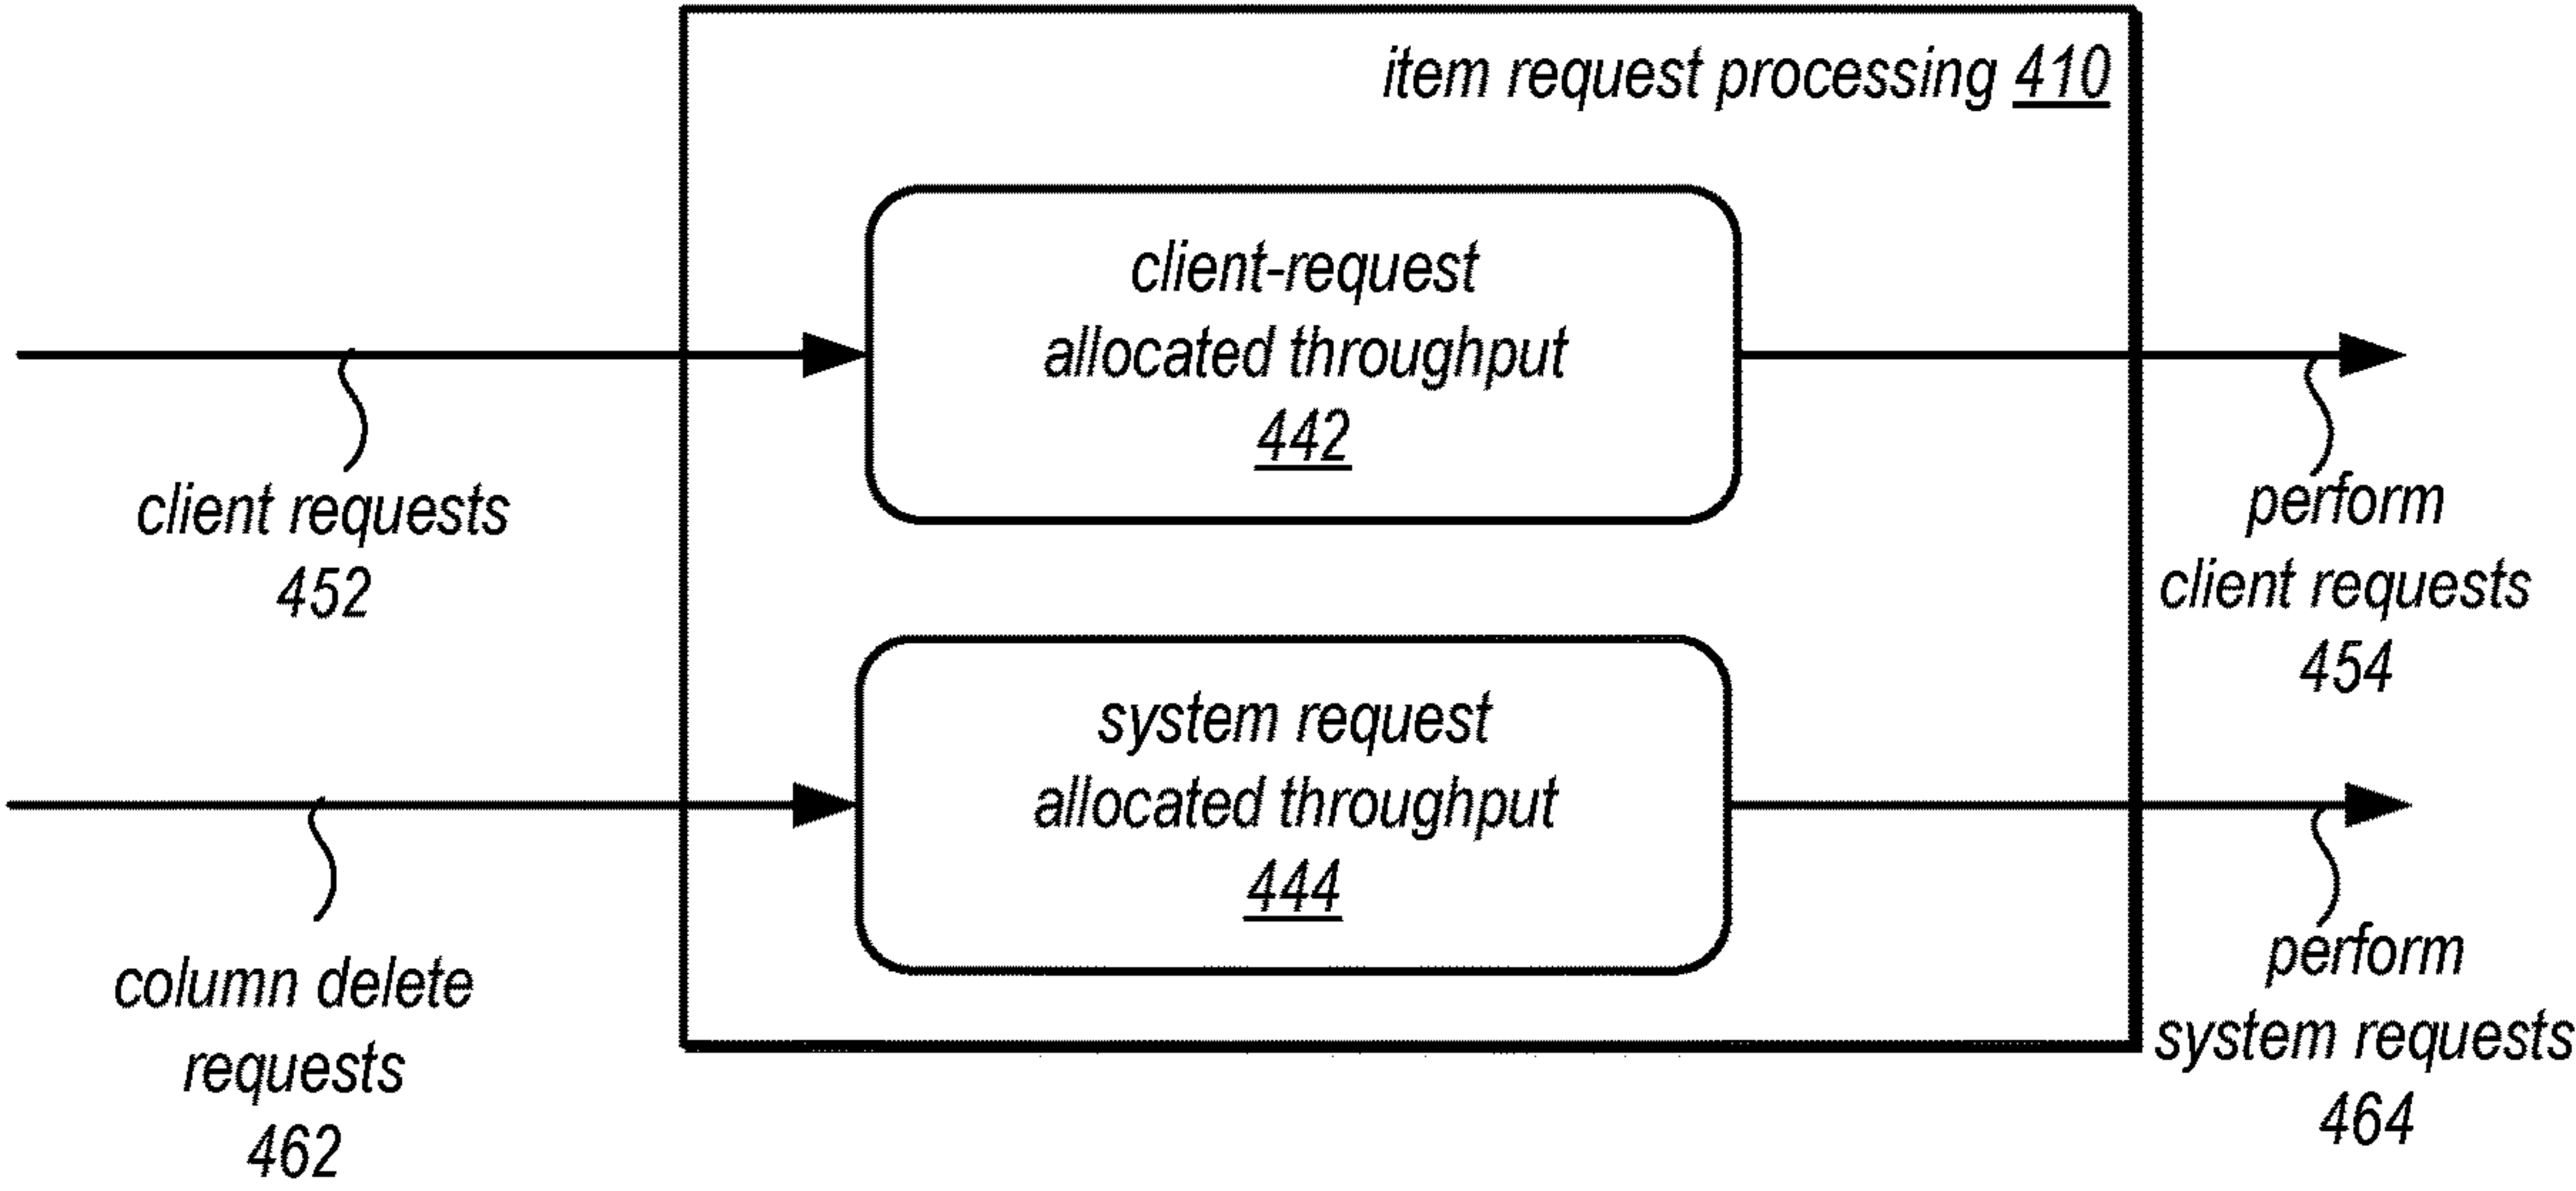 item request processing 410
client-request
allocated throughput
442
client requests
452
perform
client requests
454
system request
allocated throughput
444
column delete
requests
462
perform
system requests
464